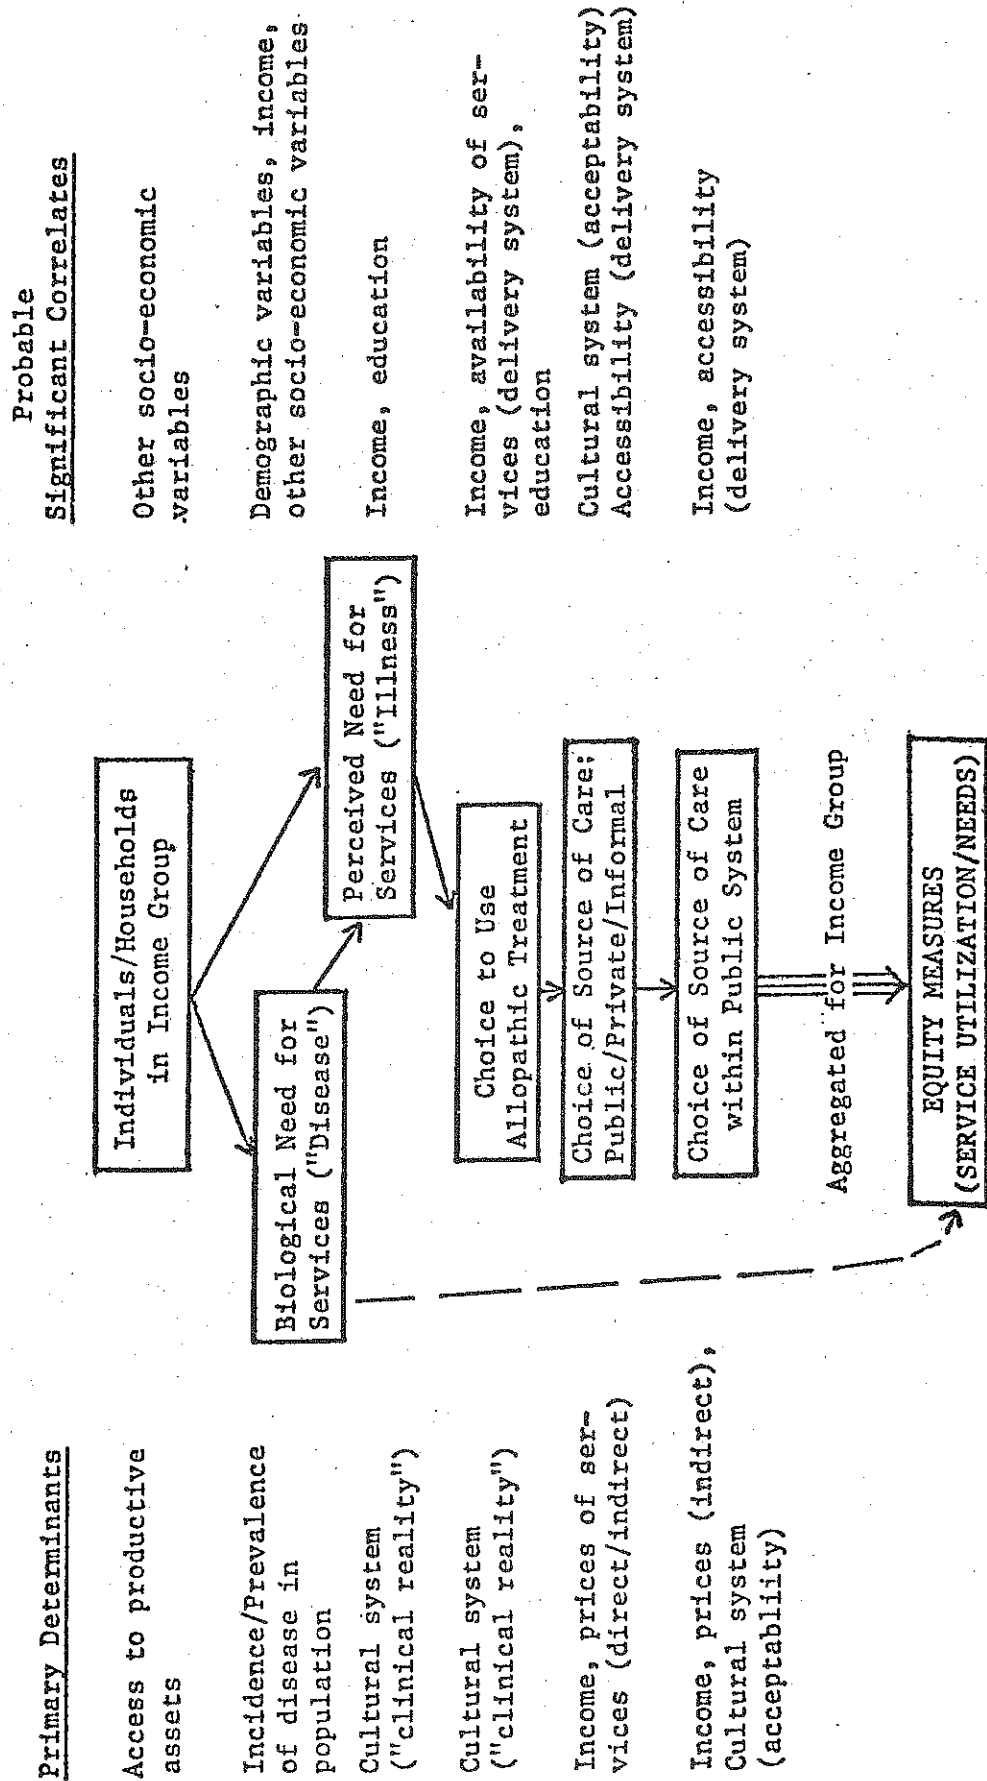 Primary Determinants
Access to productive
assets
Incidence/Prevalence
of disease in
population
Cultural system
("clinical reality")
Cultural system
("clinical reality")
Income, prices of ser-
vices (direct/indirect)
Income, prices (indirect),
Cultural system
(acceptability)
Individuals/Households
in Income Group
Biological Need for
Services ("Disease")
Perceived Need for
Services ("Illness")
Choice to Use
Allopathic Treatment
Choice of Source of Care;
Public/Private/Informal
Choice of Source of Care
within Public System
Aggregated for Income Group
EQUITY MEASURES
(SERVICE UTILIZATION/NEEDS)
Probable
Significant Correlates
Other socio-economic
variables
Demographic variables, income,
other socio-economic variables
Income, education
Income, availability of ser-
vices (delivery system),
education
Cultural system (acceptability)
Accessibility (delivery system)
Income, accessibility
(delivery system)